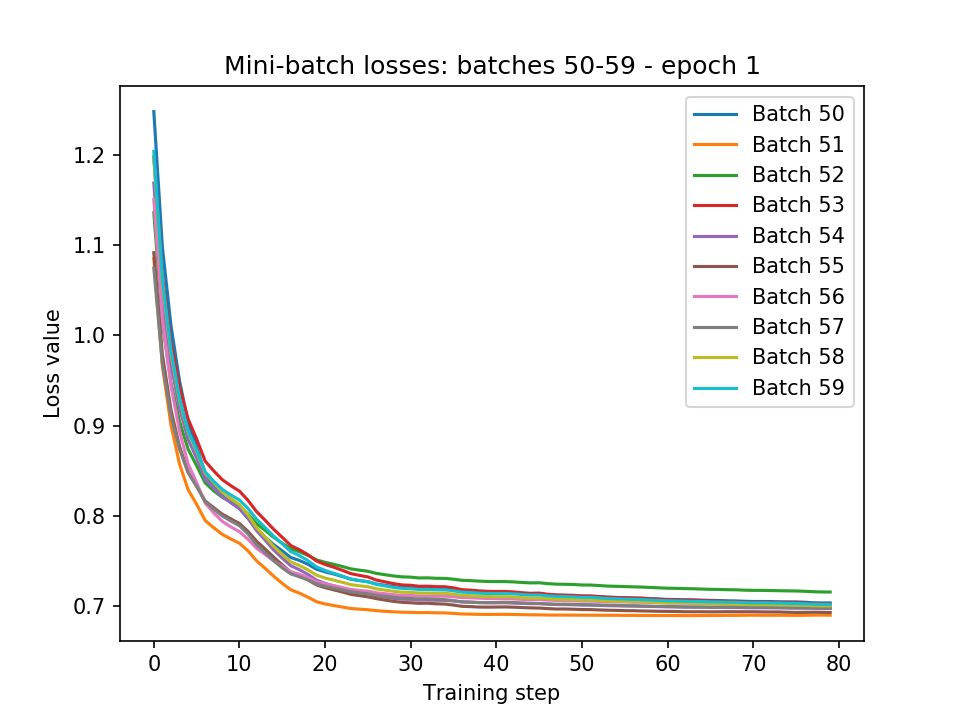 Mini-batch losses: batches 50-59 - epoch 1
Loss value
1.2
1.1
1.0
0.9
0.8
0.7
Batch 50
Batch 51
Batch 52
Batch 53
Batch 54
Batch 55
Batch 56
Batch 57
Batch 58
Batch 59
0 10 20 30 40 50 60 70 80
Training step